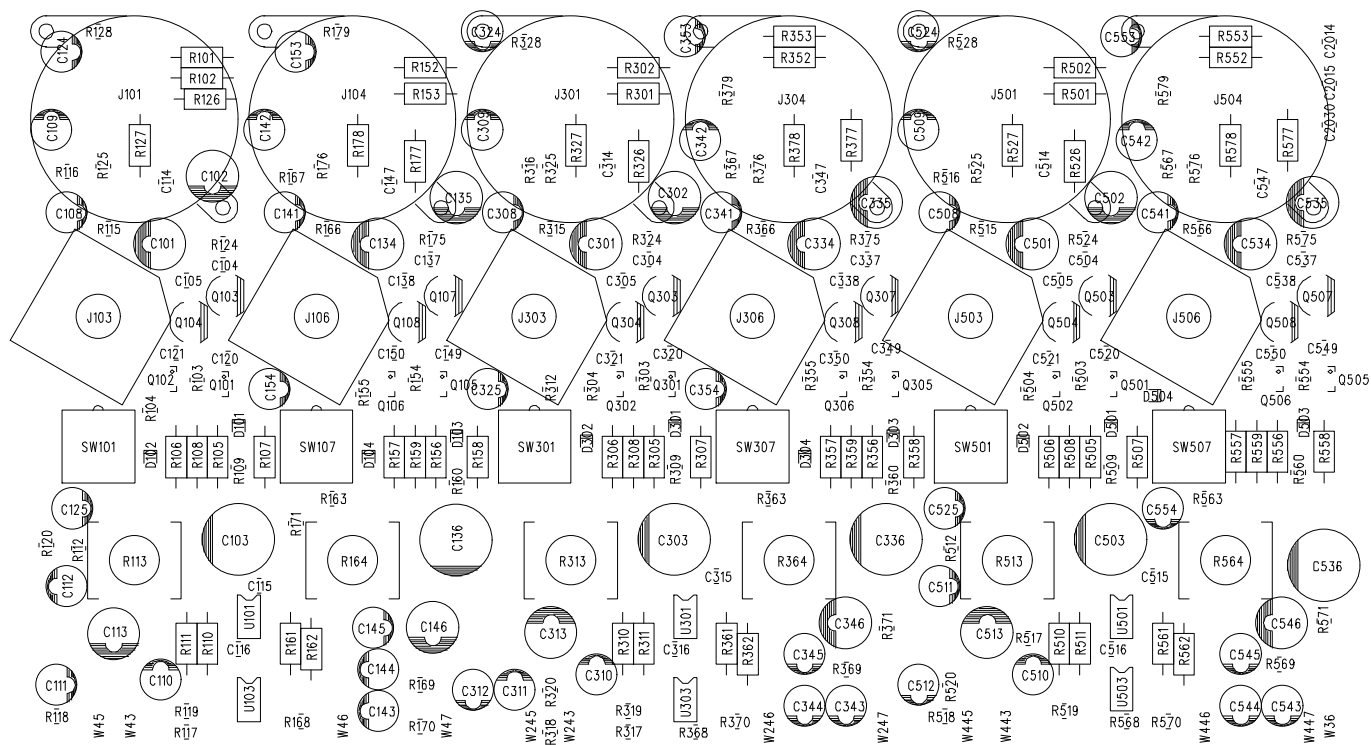 R128
C124
R179
C153
C324
R328
C353
R353
R352
C524
R528
C553
R553
R552
C2014
C2015
C2030
R101
R102
R126
J101
R152
R153
J104
R302
R301
J301
R379
J304
R502
R501
J501
R579
J504
C109
R127
C142
R178
R177
C309
R327
R326
C342
R378
R377
C509
R527
R526
C542
R578
R577
R116
R125
C114
C102
R167
R176
C147
C135
R316
R325
C314
C302
R367
R376
C347
C335
R516
R525
C514
C502
R567
R576
C547
C535
C108
R115
C101
R124
C141
R166
C134
R175
C308
R315
C301
R324
C341
R366
C334
R375
C508
R515
C501
R524
C541
R566
C534
R575
C104
C105
Q103
C137
C138
Q107
C304
C305
Q303
C337
C338
Q307
C504
C505
Q503
C537
C538
Q507
J103
Q104
J106
Q108
J303
Q304
J306
Q308
J503
Q504
J506
Q508
C121
C120
C150
C149
C321
C320
C350
C349
C521
C520
C550
C549
Q102
R103
Q101
C154
R155
R154
Q105
C325
R312
R304
R303
Q301
C354
R355
R354
Q305
R504
R503
Q501
D504
R555
R554
Q505
R104
Q106
Q302
Q306
Q502
Q506
SW101
D102
R106
R108
R105
D101
R109
R107
SW107
D104
R157
R159
R156
D103
R160
R158
SW301
D302
R306
R308
R305
D301
R309
R307
SW307
D304
R357
R359
R356
D303
R360
R358
SW501
D502
R506
R508
R505
D501
R509
R507
SW507
R557
R559
R556
D503
R560
R558
C125
R163
R363
C525
C554
R563
R120
R112
R113
C103
R171
R164
C136
R313
C303
R364
C336
R512
R513
C503
R564
C536
C112
C115
C315
C511
C515
C113
R111
R110
U101
R161
R162
C145
C146
C313
R310
R311
U301
R361
R362
C346
R371
C513
R517
R510
R511
U501
R561
R562
C546
R571
C116
C316
C516
C144
C345
R369
C545
R569
C111
C110
U103
R169
C312
C311
R320
C310
U303
C512
R520
C510
U503
R118
W45
W43
R119
R117
R168
W46
C143
R170
W47
W245
R318
W243
R319
R317
R368
R370
W246
C344
C343
W247
R518
W445
W443
R519
R568
R570
W446
C544
C543
W447
W36